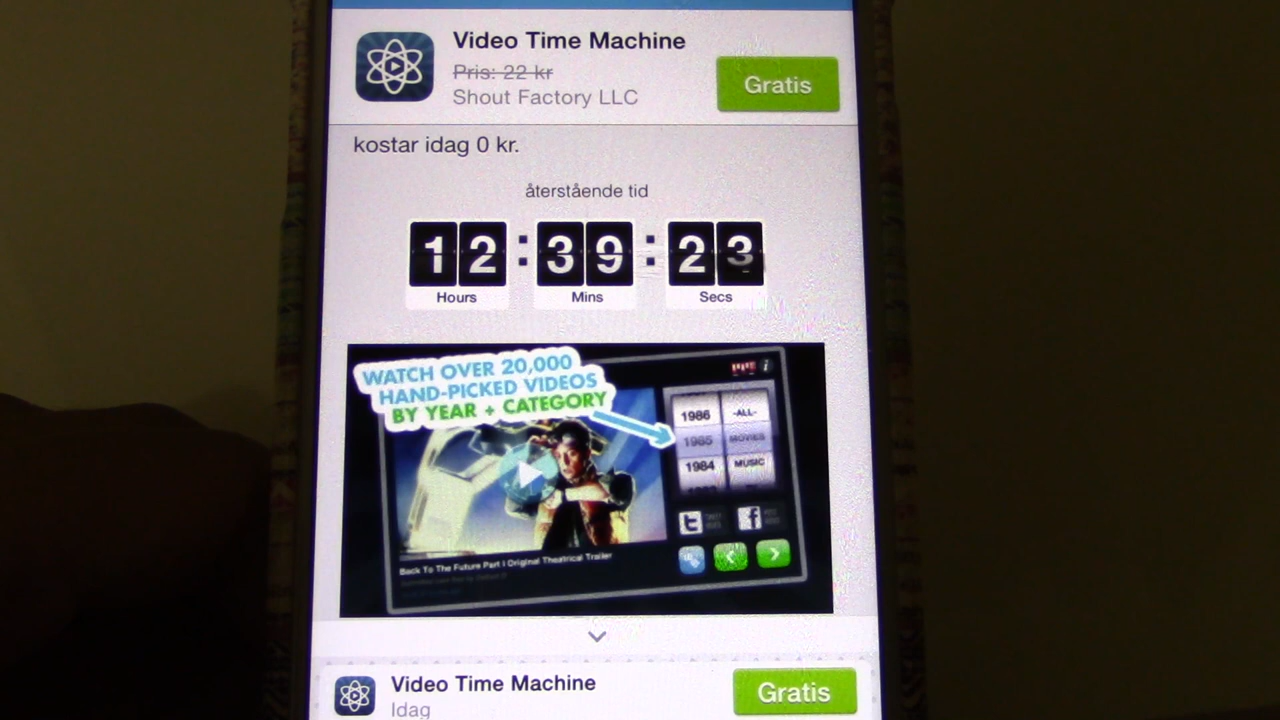 Video Time Machine
Pris: 22 kr
Shout Factory LLC
Gratis
kostar idag 0 kr.
återstående tid
12 : 39 : 23
Hours Mins Secs
WATCH OVER 20,000
HAND-PICKED VIDEOS
BY YEAR + CATEGORY
i
1986 -ALL-
1985 MOVIES
1984 MUSIC
t f
Back To The Future Part I Original Theatrical Trailer
Video Time Machine
Gratis
Idag